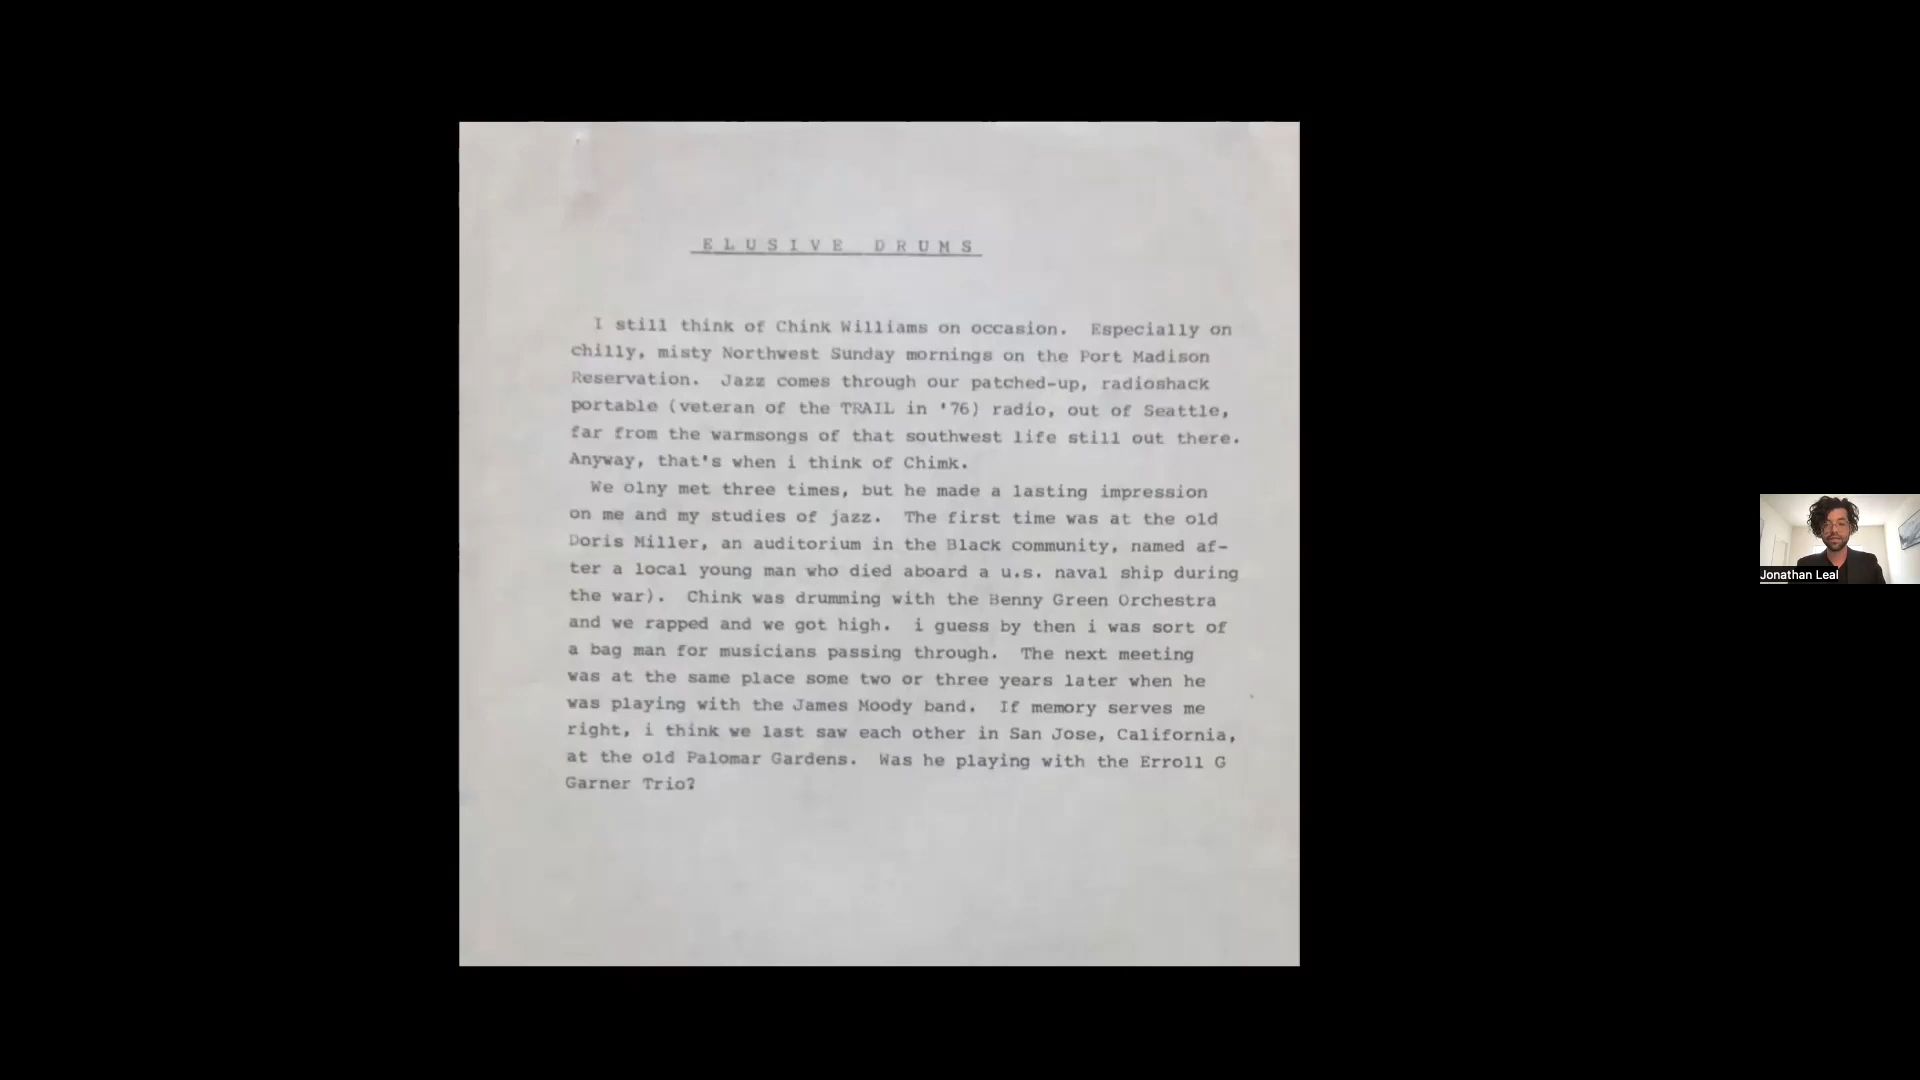 E L U S I V E   D R U M S
I still think of Chink Williams on occasion.  Especially on
chilly, misty Northwest Sunday mornings on the Port Madison
Reservation.  Jazz comes through our patched-up, radioshack
portable (veteran of the TRAIL in '76) radio, out of Seattle,
far from the warmsongs of that southwest life still out there.
Anyway, that's when i think of Chimk.
We olny met three times, but he made a lasting impression
on me and my studies of jazz.  The first time was at the old
Doris Miller, an auditorium in the Black community, named af-
ter a local young man who died aboard a u.s. naval ship during
the war).  Chink was drumming with the Benny Green Orchestra
and we rapped and we got high.  i guess by then i was sort of
a bag man for musicians passing through.  The next meeting
was at the same place some two or three years later when he
was playing with the James Moody band.  If memory serves me
right, i think we last saw each other in San Jose, California,
at the old Palomar Gardens.  Was he playing with the Erroll G
Garner Trio?
Jonathan Leal